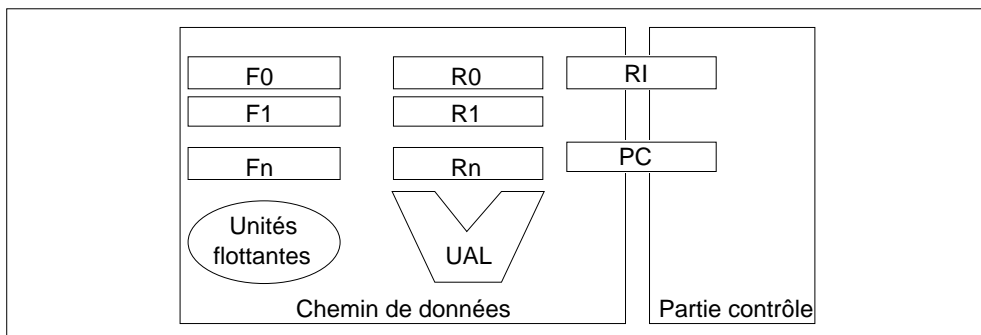 F0
R0
RI
F1
R1
Fn
Rn
PC
Unités
flottantes
UAL
Chemin de données
Partie contrôle